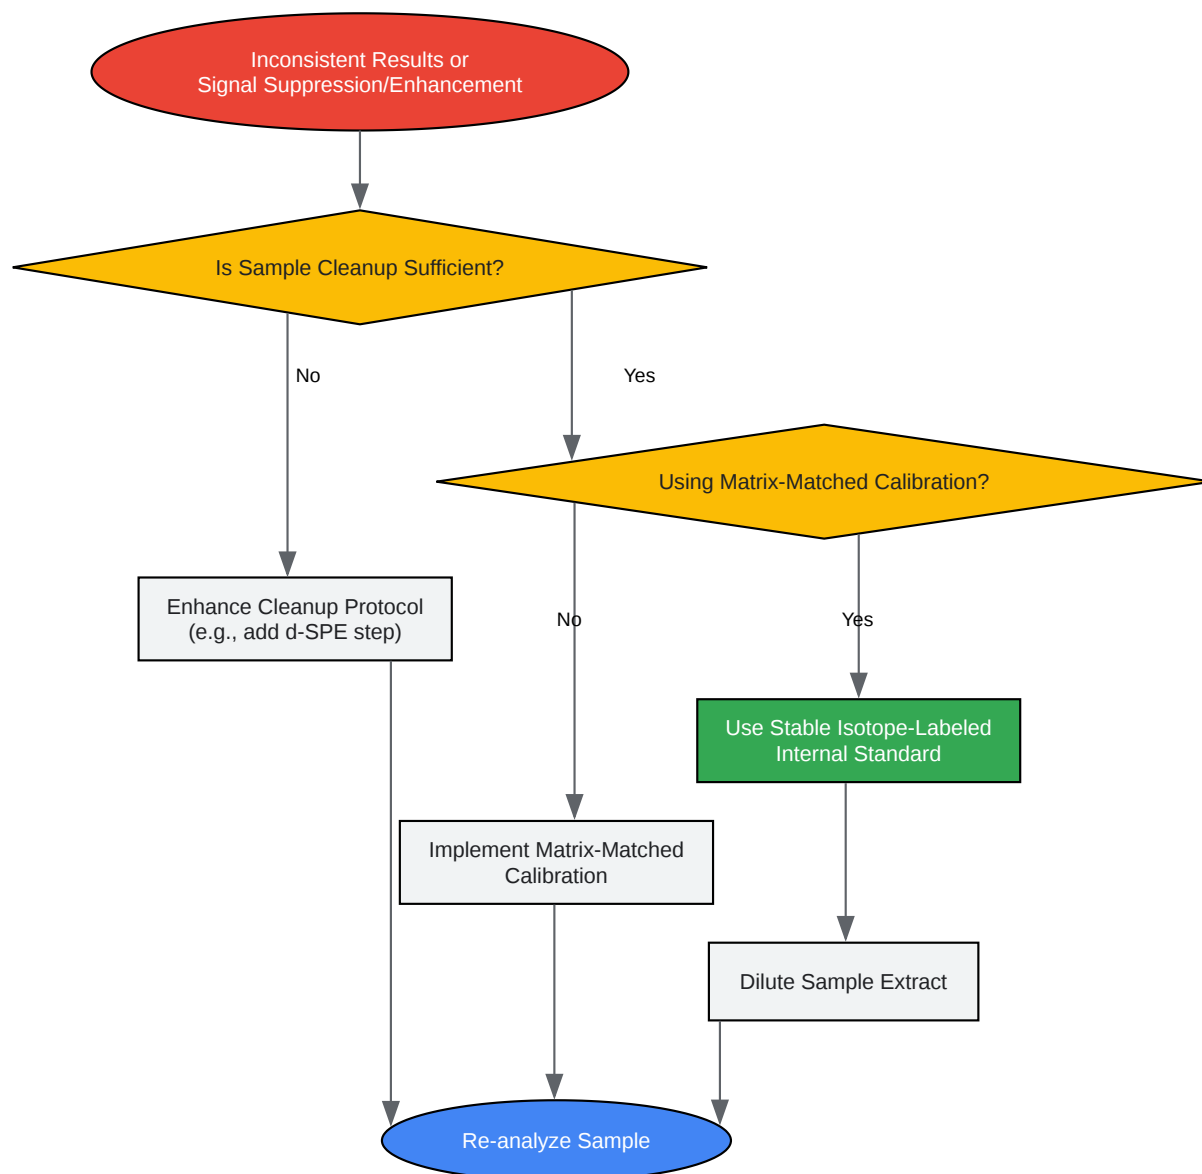 Inconsistent Results or
Signal Suppression/Enhancement
Is Sample Cleanup Sufficient?
No
Yes
Using Matrix-Matched Calibration?
Enhance Cleanup Protocol
(e.g., add d-SPE step)
No
Yes
Use Stable Isotope-Labeled
Internal Standard
Implement Matrix-Matched
Calibration
Dilute Sample Extract
Re-analyze Sample